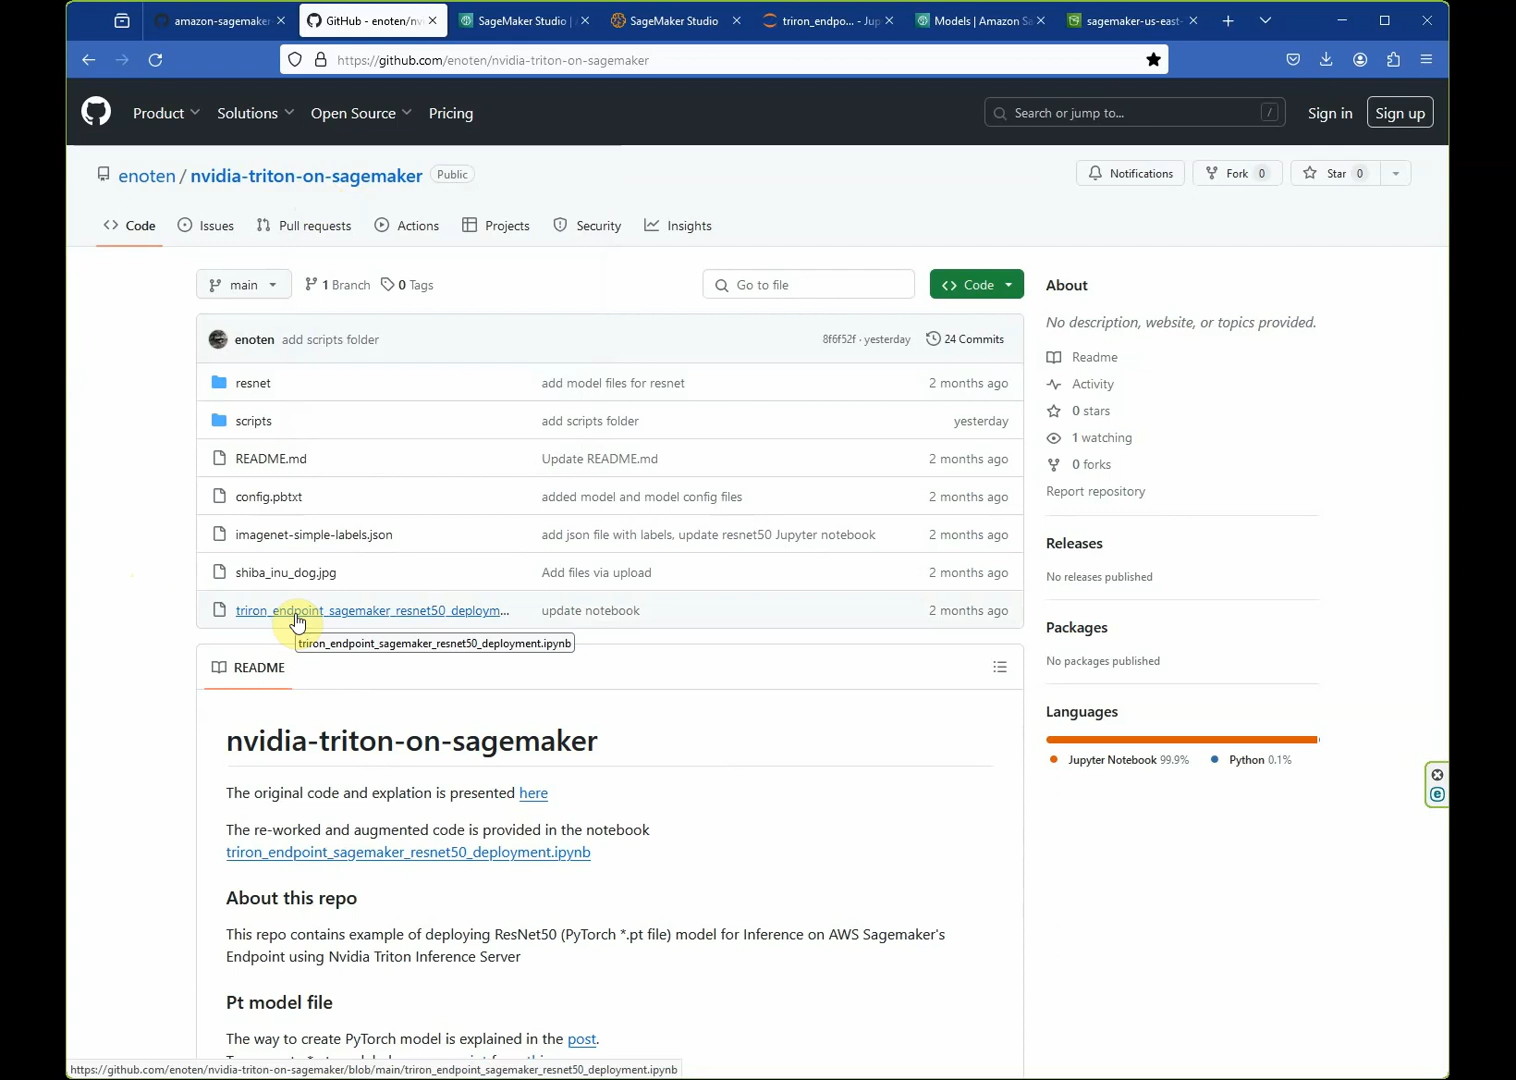 amazon-sagemaker
GitHub - enoten/nv
SageMaker Studio |
SageMaker Studio
triron_endpo... - Jup
Models | Amazon Sa
sagemaker-us-east-
https://github.com/enoten/nvidia-triton-on-sagemaker
Product
Solutions
Open Source
Pricing
Search or jump to...
/
Sign in
Sign up
enoten / nvidia-triton-on-sagemaker
Public
Notifications
Fork 0
Star 0
Code
Issues
Pull requests
Actions
Projects
Security
Insights
main
1 Branch
0 Tags
Go to file
Code
enoten add scripts folder
8f6f52f · yesterday
24 Commits
resnet add model files for resnet 2 months ago
scripts add scripts folder yesterday
README.md Update README.md 2 months ago
config.pbtxt added model and model config files 2 months ago
imagenet-simple-labels.json add json file with labels, update resnet50 Jupyter notebook 2 months ago
shiba_inu_dog.jpg Add files via upload 2 months ago
triron_endpoint_sagemaker_resnet50_deploym... update notebook 2 months ago
triron_endpoint_sagemaker_resnet50_deployment.ipynb
README
nvidia-triton-on-sagemaker
The original code and explation is presented here
The re-worked and augmented code is provided in the notebook
triron_endpoint_sagemaker_resnet50_deployment.ipynb
About this repo
This repo contains example of deploying ResNet50 (PyTorch *.pt file) model for Inference on AWS Sagemaker's
Endpoint using Nvidia Triton Inference Server
Pt model file
The way to create PyTorch model is explained in the post.
About
No description, website, or topics provided.
Readme
Activity
0 stars
1 watching
0 forks
Report repository
Releases
No releases published
Packages
No packages published
Languages
Jupyter Notebook 99.9%
Python 0.1%
https://github.com/enoten/nvidia-triton-on-sagemaker/blob/main/triron_endpoint_sagemaker_resnet50_deployment.ipynb